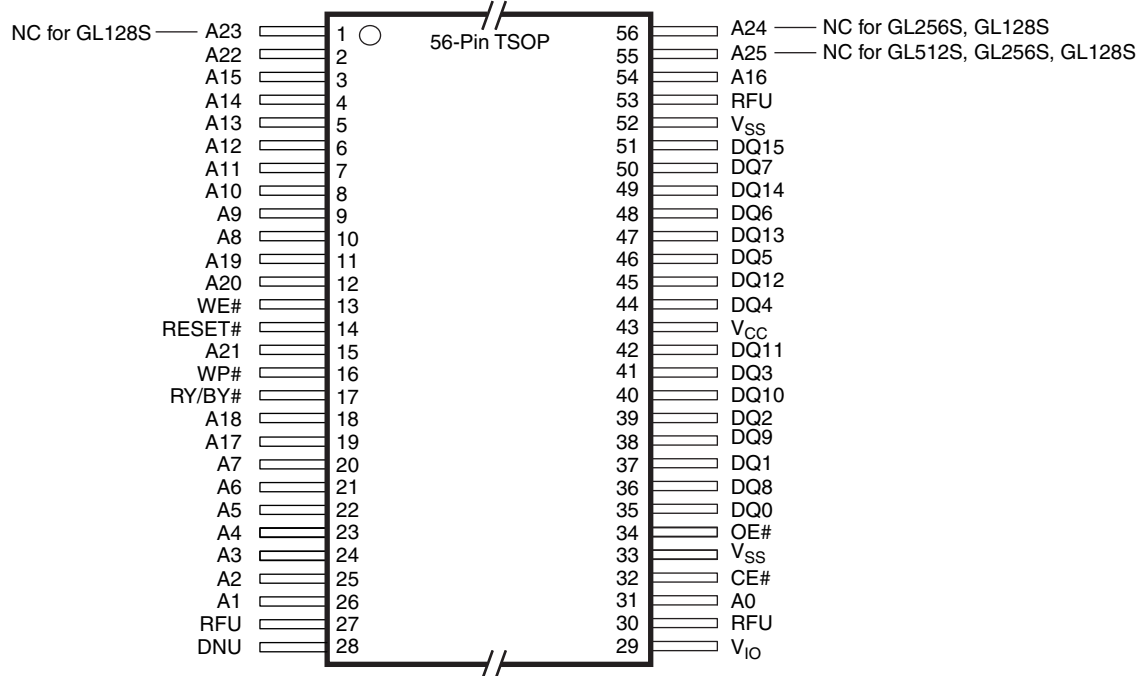 56-Pin TSOP
NC for GL128S A23 1
A22 2
A15 3
A14 4
A13 5
A12 6
A11 7
A10 8
A9 9
A8 10
A19 11
A20 12
WE# 13
RESET# 14
A21 15
WP# 16
RY/BY# 17
A18 18
A17 19
A7 20
A6 21
A5 22
A4 23
A3 24
A2 25
A1 26
RFU 27
DNU 28
56 A24 NC for GL256S, GL128S
55 A25 NC for GL512S, GL256S, GL128S
54 A16
53 RFU
52 VSS
51 DQ15
50 DQ7
49 DQ14
48 DQ6
47 DQ13
46 DQ5
45 DQ12
44 DQ4
43 VCC
42 DQ11
41 DQ3
40 DQ10
39 DQ2
38 DQ9
37 DQ1
36 DQ8
35 DQ0
34 OE#
33 VSS
32 CE#
31 A0
30 RFU
29 VIO